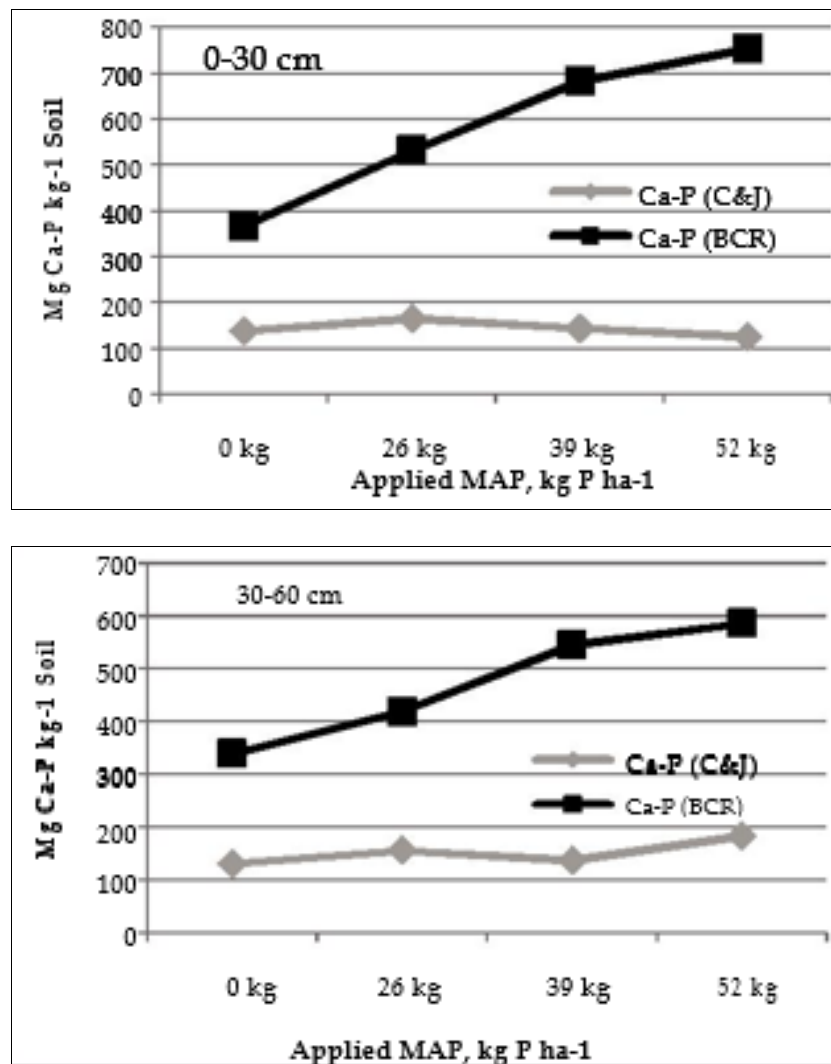 800
0-30 cm
700
600
500
400
300
200
100
0
Mg Ca-P kg-1 Soil
Ca-P (C&J)
Ca-P (BCR)
0 kg 26 kg 39 kg 52 kg
Applied MAP, kg P ha-1
700
30-60 cm
600
500
400
300
200
100
0
Mg Ca-P kg-1 Soil
Ca-P (C&J)
Ca-P (BCR)
0 kg 26 kg 39 kg 52 kg
Applied MAP, kg P ha-1